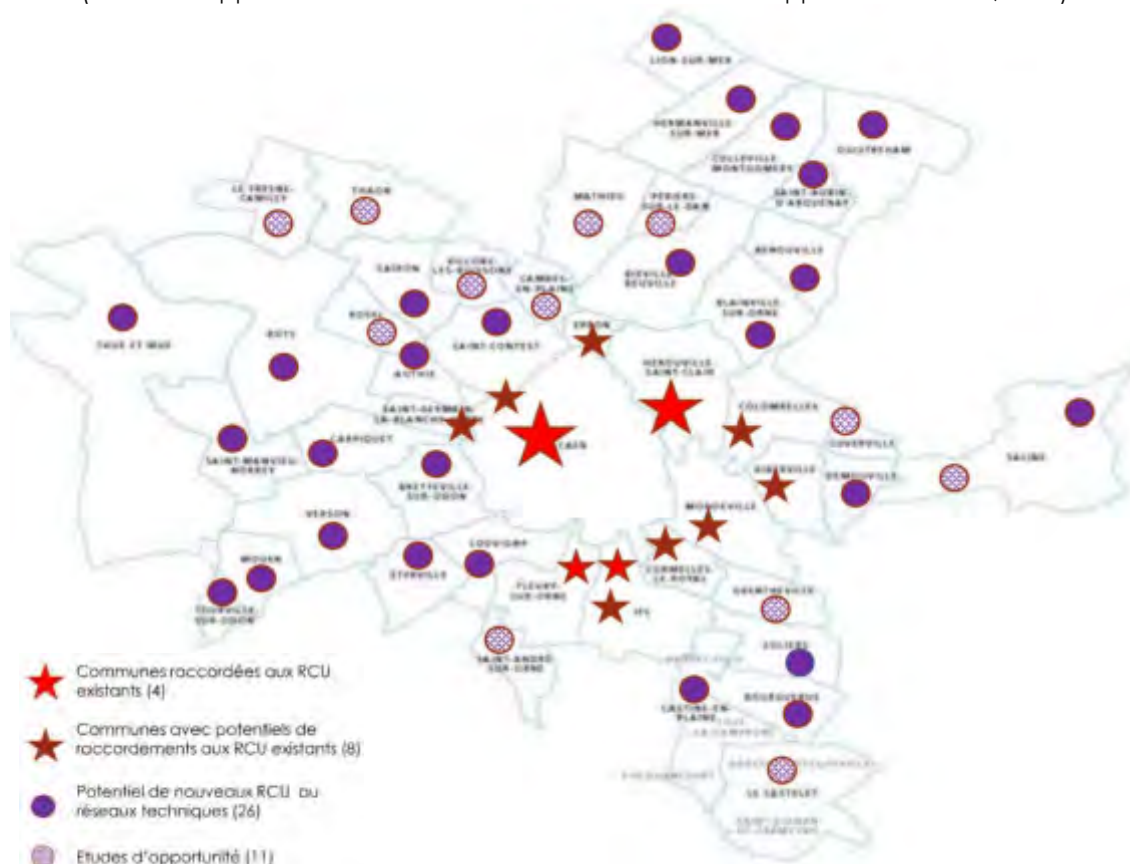 LION-SUR-MER
HERMANVILLE-
SUR-MER
COLLEVILLE-
MONTGOMERY
OUISTREHAM
SAINT-AUBIN-
D'ARQUENAY
LE FRESNE-
CAMILLY
THAON
MATHIEU
PERIERS-
SUR-LE-DAN
BENOUVILLE
CAIRON
VILLONS-
LES-BUISSONS
CAMBES-
EN-PLAINE
BIEVILLE-
BEUVILLE
BLAINVILLE-
SUR-ORNE
ROSEL
EPRON
THUE ET MUE
ROTS
SAINT-CONTEST
AUTHIE
HEROUVILLE-
SAINT-CLAIR
SAINT-GERMAIN-
LA-BLANCHE-
COLOMBELLES
CARPIQUET
CAEN
CUVERVILLE
SAINT-MANVIEU-
NORREY
BRETTEVILLE-
SUR-ODON
GIBERVILLE
DEMOUVILLE
SALINE
VERSON
MONDEVILLE
MOUEN
LOUVIGNY
ETERVILLE
CORMELLES-
LE-ROYAL
TOURVILLE-
SUR-ODON
FLEURY-
SUR-ORNE
IFS
GRENTHEVILLE
SAINT-ANDRÉ-
SUR-ORNE
SOLIERS
BOURGUEBUS
CASTINE-EN-
PLAINE
LE CASTELET
Communes raccordées aux RCU
existants (4)
Communes avec potentiels de
raccordements aux RCU existants (8)
Potentiel de nouveaux RCU ou
réseaux techniques (26)
Etudes d'opportunité (11)